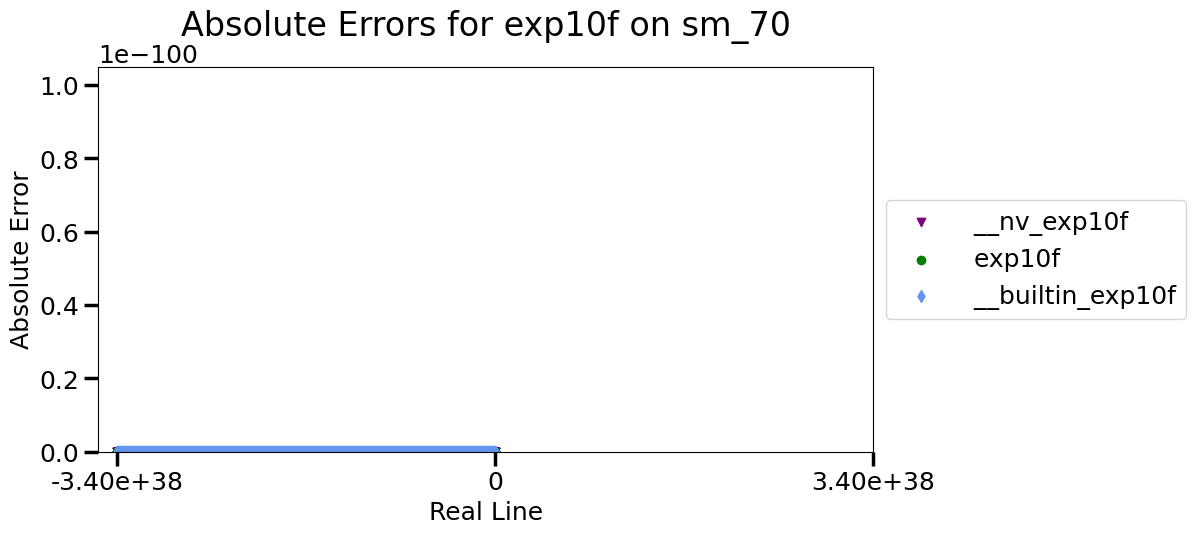 Absolute Errors for exp10f on sm_70
1e−100
1.0
0.8
0.6
0.4
0.2
0.0
Absolute Error
-3.40e+38
0
3.40e+38
Real Line
__nv_exp10f
exp10f
__builtin_exp10f